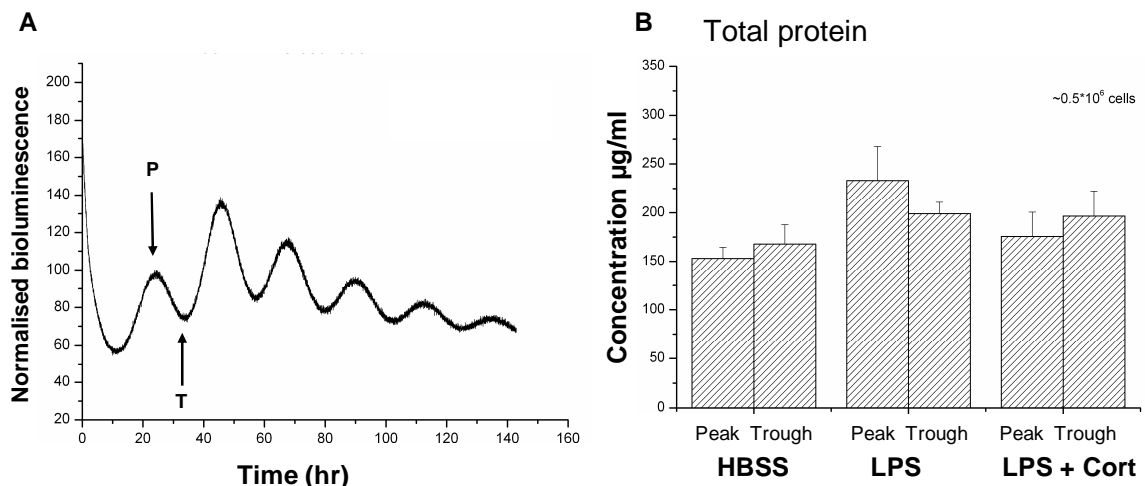 A
Normalised bioluminescence
200
180
160
140
120
100
80
60
40
20
P
T
0 20 40 60 80 100 120 140 160
Time (hr)
B
Total protein
Concentration µg/ml
350
300
250
200
150
100
50
0
~0.5*10⁶ cells
Peak Trough Peak Trough Peak Trough
HBSS LPS LPS + Cort